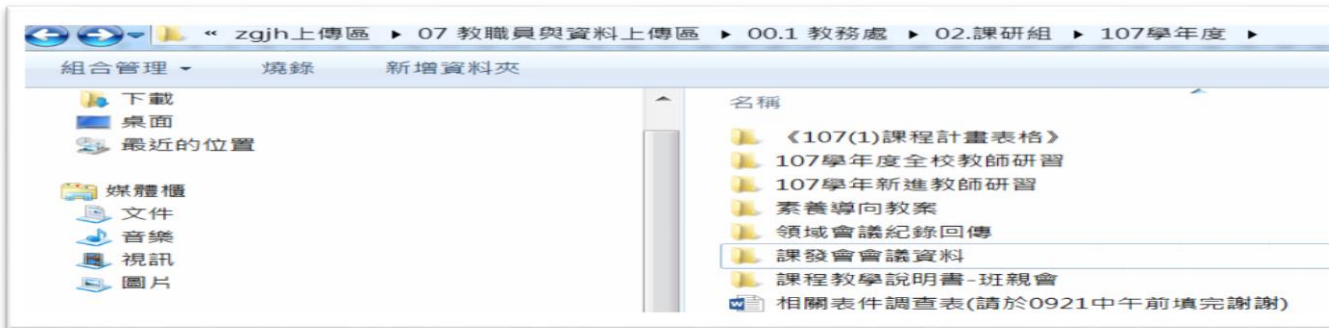 « zgjh上傳區 ▸ 07 教職員與資料上傳區 ▸ 00.1 教務處 ▸ 02.課研組 ▸ 107學年度 ▸
組合管理 ▾ 燒錄 新增資料夾
下載
桌面
最近的位置
媒體櫃
文件
音樂
視訊
圖片
名稱
《107(1)課程計畫表格》
107學年度全校教師研習
107學年新進教師研習
素養導向教案
領域會議紀錄回傳
課發會會議資料
課程教學說明書-班親會
相關表件調查表(請於0921中午前填完謝謝)